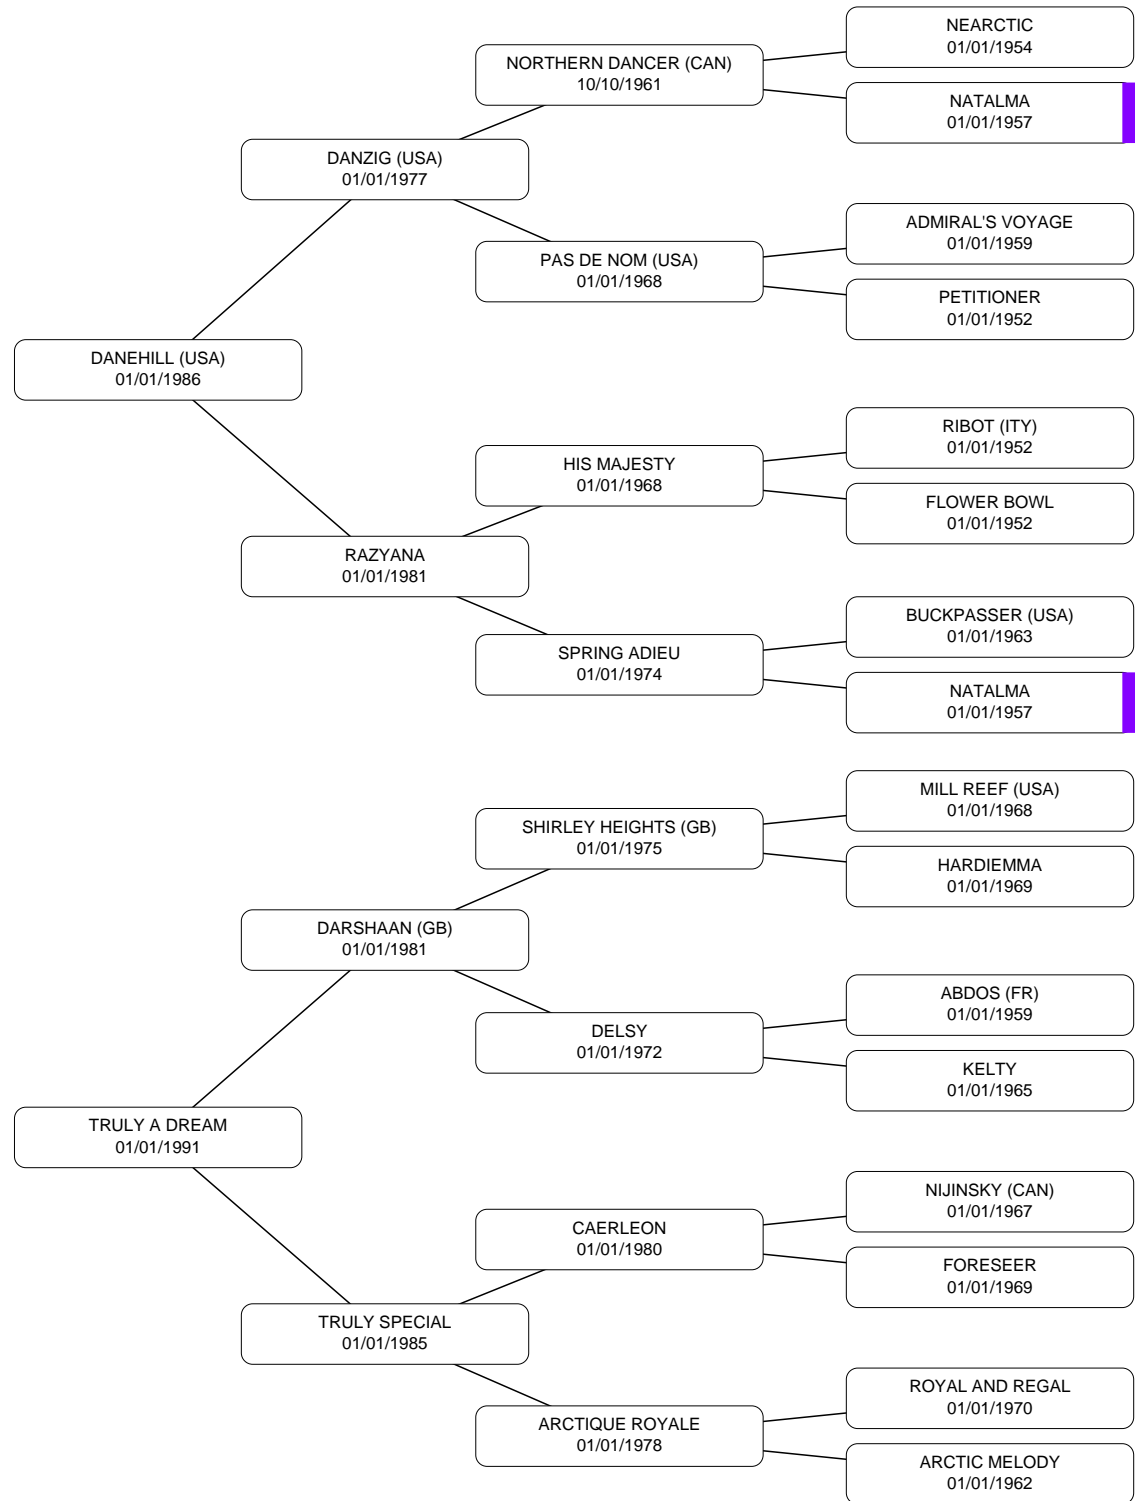 NEARCTIC
01/01/1954
NORTHERN DANCER (CAN)
10/10/1961
NATALMA
01/01/1957
DANZIG (USA)
01/01/1977
ADMIRAL'S VOYAGE
01/01/1959
PAS DE NOM (USA)
01/01/1968
PETITIONER
01/01/1952
DANEHILL (USA)
01/01/1986
RIBOT (ITY)
01/01/1952
HIS MAJESTY
01/01/1968
FLOWER BOWL
01/01/1952
RAZYANA
01/01/1981
BUCKPASSER (USA)
01/01/1963
SPRING ADIEU
01/01/1974
NATALMA
01/01/1957
MILL REEF (USA)
01/01/1968
SHIRLEY HEIGHTS (GB)
01/01/1975
HARDIEMMA
01/01/1969
DARSHAAN (GB)
01/01/1981
ABDOS (FR)
01/01/1959
DELSY
01/01/1972
KELTY
01/01/1965
TRULY A DREAM
01/01/1991
NIJINSKY (CAN)
01/01/1967
CAERLEON
01/01/1980
FORESEER
01/01/1969
TRULY SPECIAL
01/01/1985
ROYAL AND REGAL
01/01/1970
ARCTIQUE ROYALE
01/01/1978
ARCTIC MELODY
01/01/1962